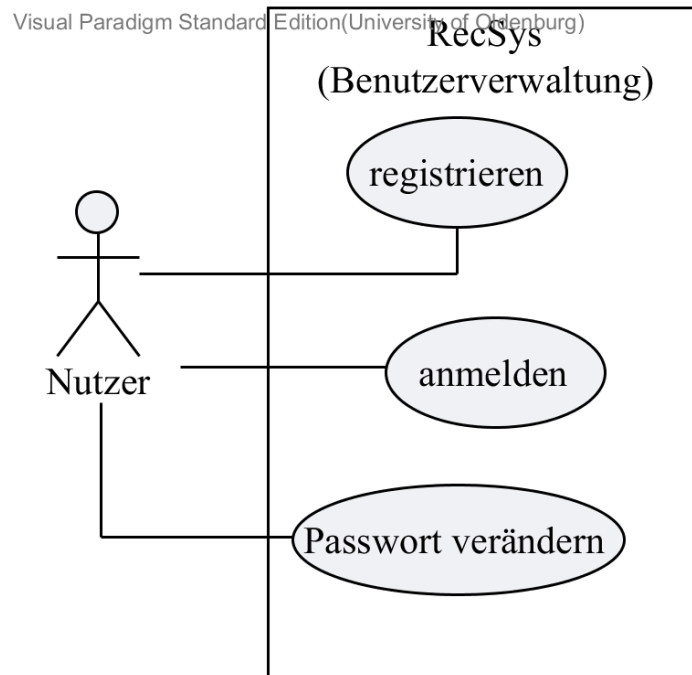 Visual Paradigm Standard Edition(University of Oldenburg)
RecSys
(Benutzerverwaltung)
registrieren
anmelden
Nutzer
Passwort verändern